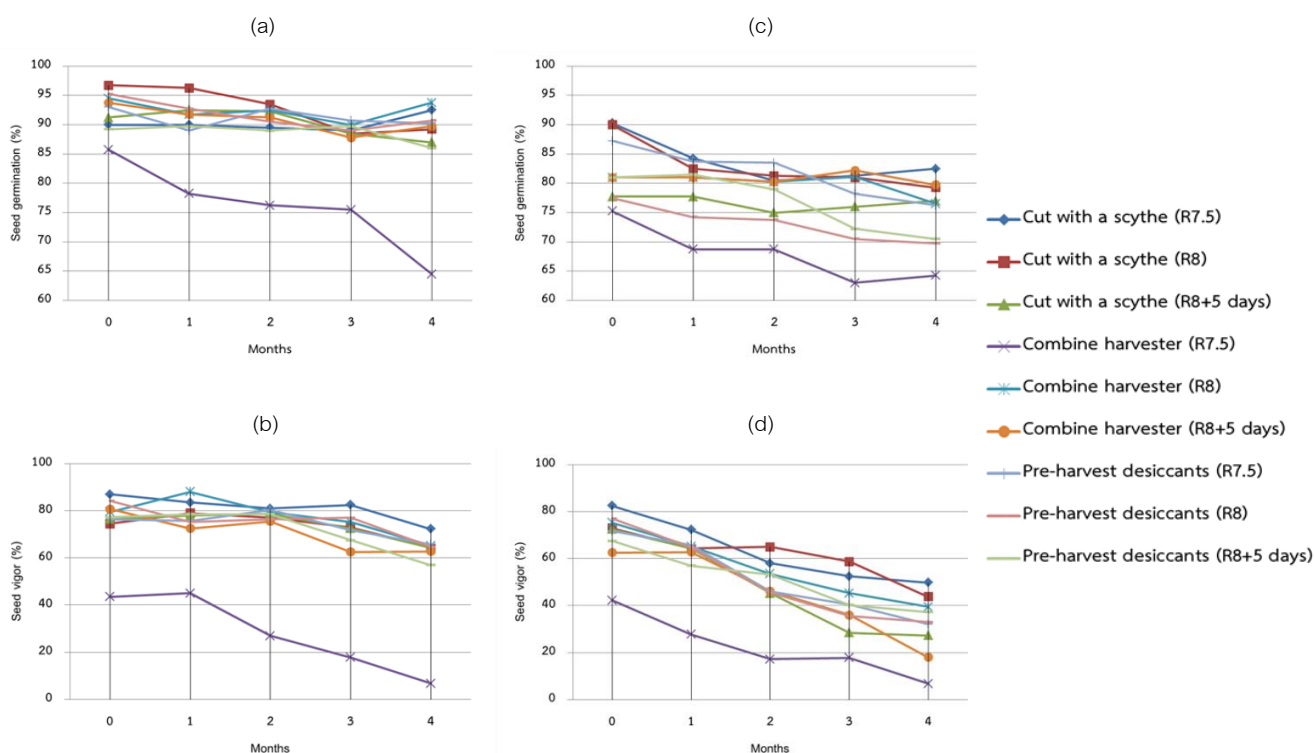 (a)
100
95
90
85
80
75
70
65
60
Seed germination (%)
0 1 2 3 4
Months
(c)
100
95
90
85
80
75
70
65
60
Seed germination (%)
0 1 2 3 4
Months
(b)
100
80
60
40
20
0
Seed vigor (%)
0 1 2 3 4
Months
(d)
100
80
60
40
20
0
Seed vigor (%)
0 1 2 3 4
Months
Cut with a scythe (R7.5)
Cut with a scythe (R8)
Cut with a scythe (R8+5 days)
Combine harvester (R7.5)
Combine harvester (R8)
Combine harvester (R8+5 days)
Pre-harvest desiccants (R7.5)
Pre-harvest desiccants (R8)
Pre-harvest desiccants (R8+5 days)